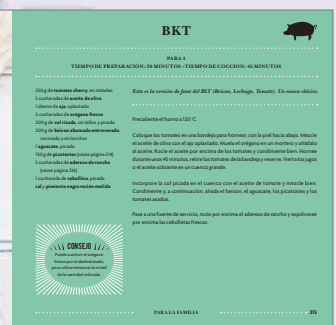 BKT
PARA 4
TIEMPO DE PREPARACIÓN: 20 MINUTOS · TIEMPO DE COCCIÓN: 45 MINUTOS
250 g de tomates cherry, en mitades
3 cucharadas de aceite de oliva
1 diente de ajo, aplastado
2 cucharadas de orégano fresco
200 g de col rizada, sin tallos y picada
200 g de beicon ahumado entreverado,
cocinado y en lonchas
1 aguacate, picado
130 g de picatostes (véase página 274)
3 cucharadas de aderezo de rancho
(véase página 216)
1 cucharada de cebollino, picado
sal y pimienta negra recién molida
Esta es la versión de fase del BLT (Beicon, Lechuga, Tomate). Un nuevo clásico.
Precaliente el horno a 120 °C.
Coloque los tomates en una bandeja para hornear, con la piel hacia abajo. Mezcle
el aceite de oliva con el ajo aplastado. Muela el orégano en un mortero y añádalo
al aceite. Rocíe el aceite por encima de los tomates y condimente bien. Hornee
durante unos 45 minutos, retire los tomates de la bandeja y reserve. Vierta los jugos
o el aceite sobrante en un cuenco grande.
Incorpore la col picada en el cuenco con el aceite de tomate y mezcle bien.
Condimente y, a continuación, añada el beicon, el aguacate, los picatostes y los
tomates asados.
Pase a una fuente de servicio, rocíe por encima el aderezo de rancho y espolvoree
por encima las cebolletas frescas.
CONSEJO
Puede sustituir el orégano
fresco por el deshidratado,
pero utilice entonces la mitad
de la cantidad indicada.
PARA LA FAMILIA
211